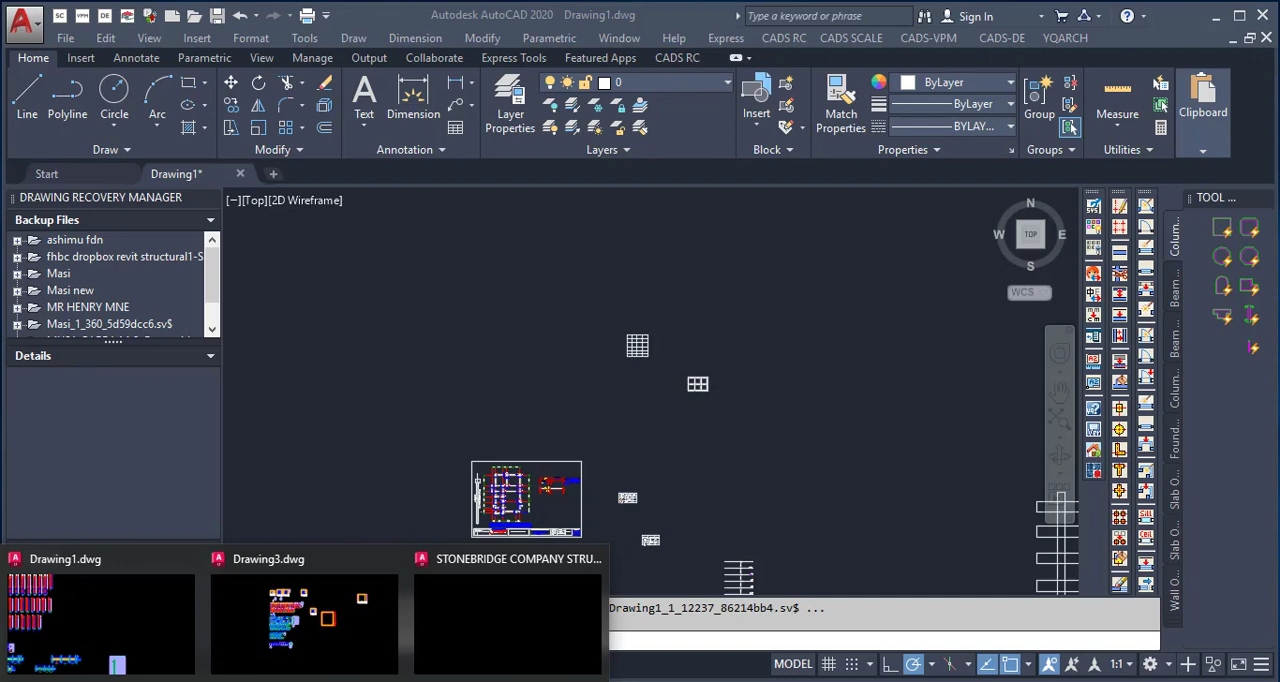 Autodesk AutoCAD 2020 Drawing1.dwg
Type a keyword or phrase
Sign In
File Edit View Insert Format Tools Draw Dimension Modify Parametric Window Help Express CADS RC CADS SCALE CADS-VPM CADS-DE YQARCH
Home Insert Annotate Parametric View Manage Output Collaborate Express Tools Featured Apps CADS RC
0
ByLayer
ByLayer
BYLAY...
Line Polyline Circle Arc
Text Dimension
Layer Properties
Insert
Match Properties
Group
Measure
Clipboard
Draw Modify Annotation Layers Block Properties Groups Utilities
Start Drawing1*
DRAWING RECOVERY MANAGER
Backup Files
ashimu fdn
fhbc dropbox revit structural1-S
Masi
Masi new
MR HENRY MNE
Masi_1_360_5d59dcc6.sv$
Details
[−][Top][2D Wireframe]
N
W TOP E
S
WCS
TOOL ...
Colum...
Beam ...
Beam ...
Colum...
Found...
Slab O...
Slab O...
Wall O...
Drawing1.dwg
Drawing3.dwg
STONEBRIDGE COMPANY STRU...
Drawing1_1_12237_86214bb4.sv$ ...
MODEL
1:1